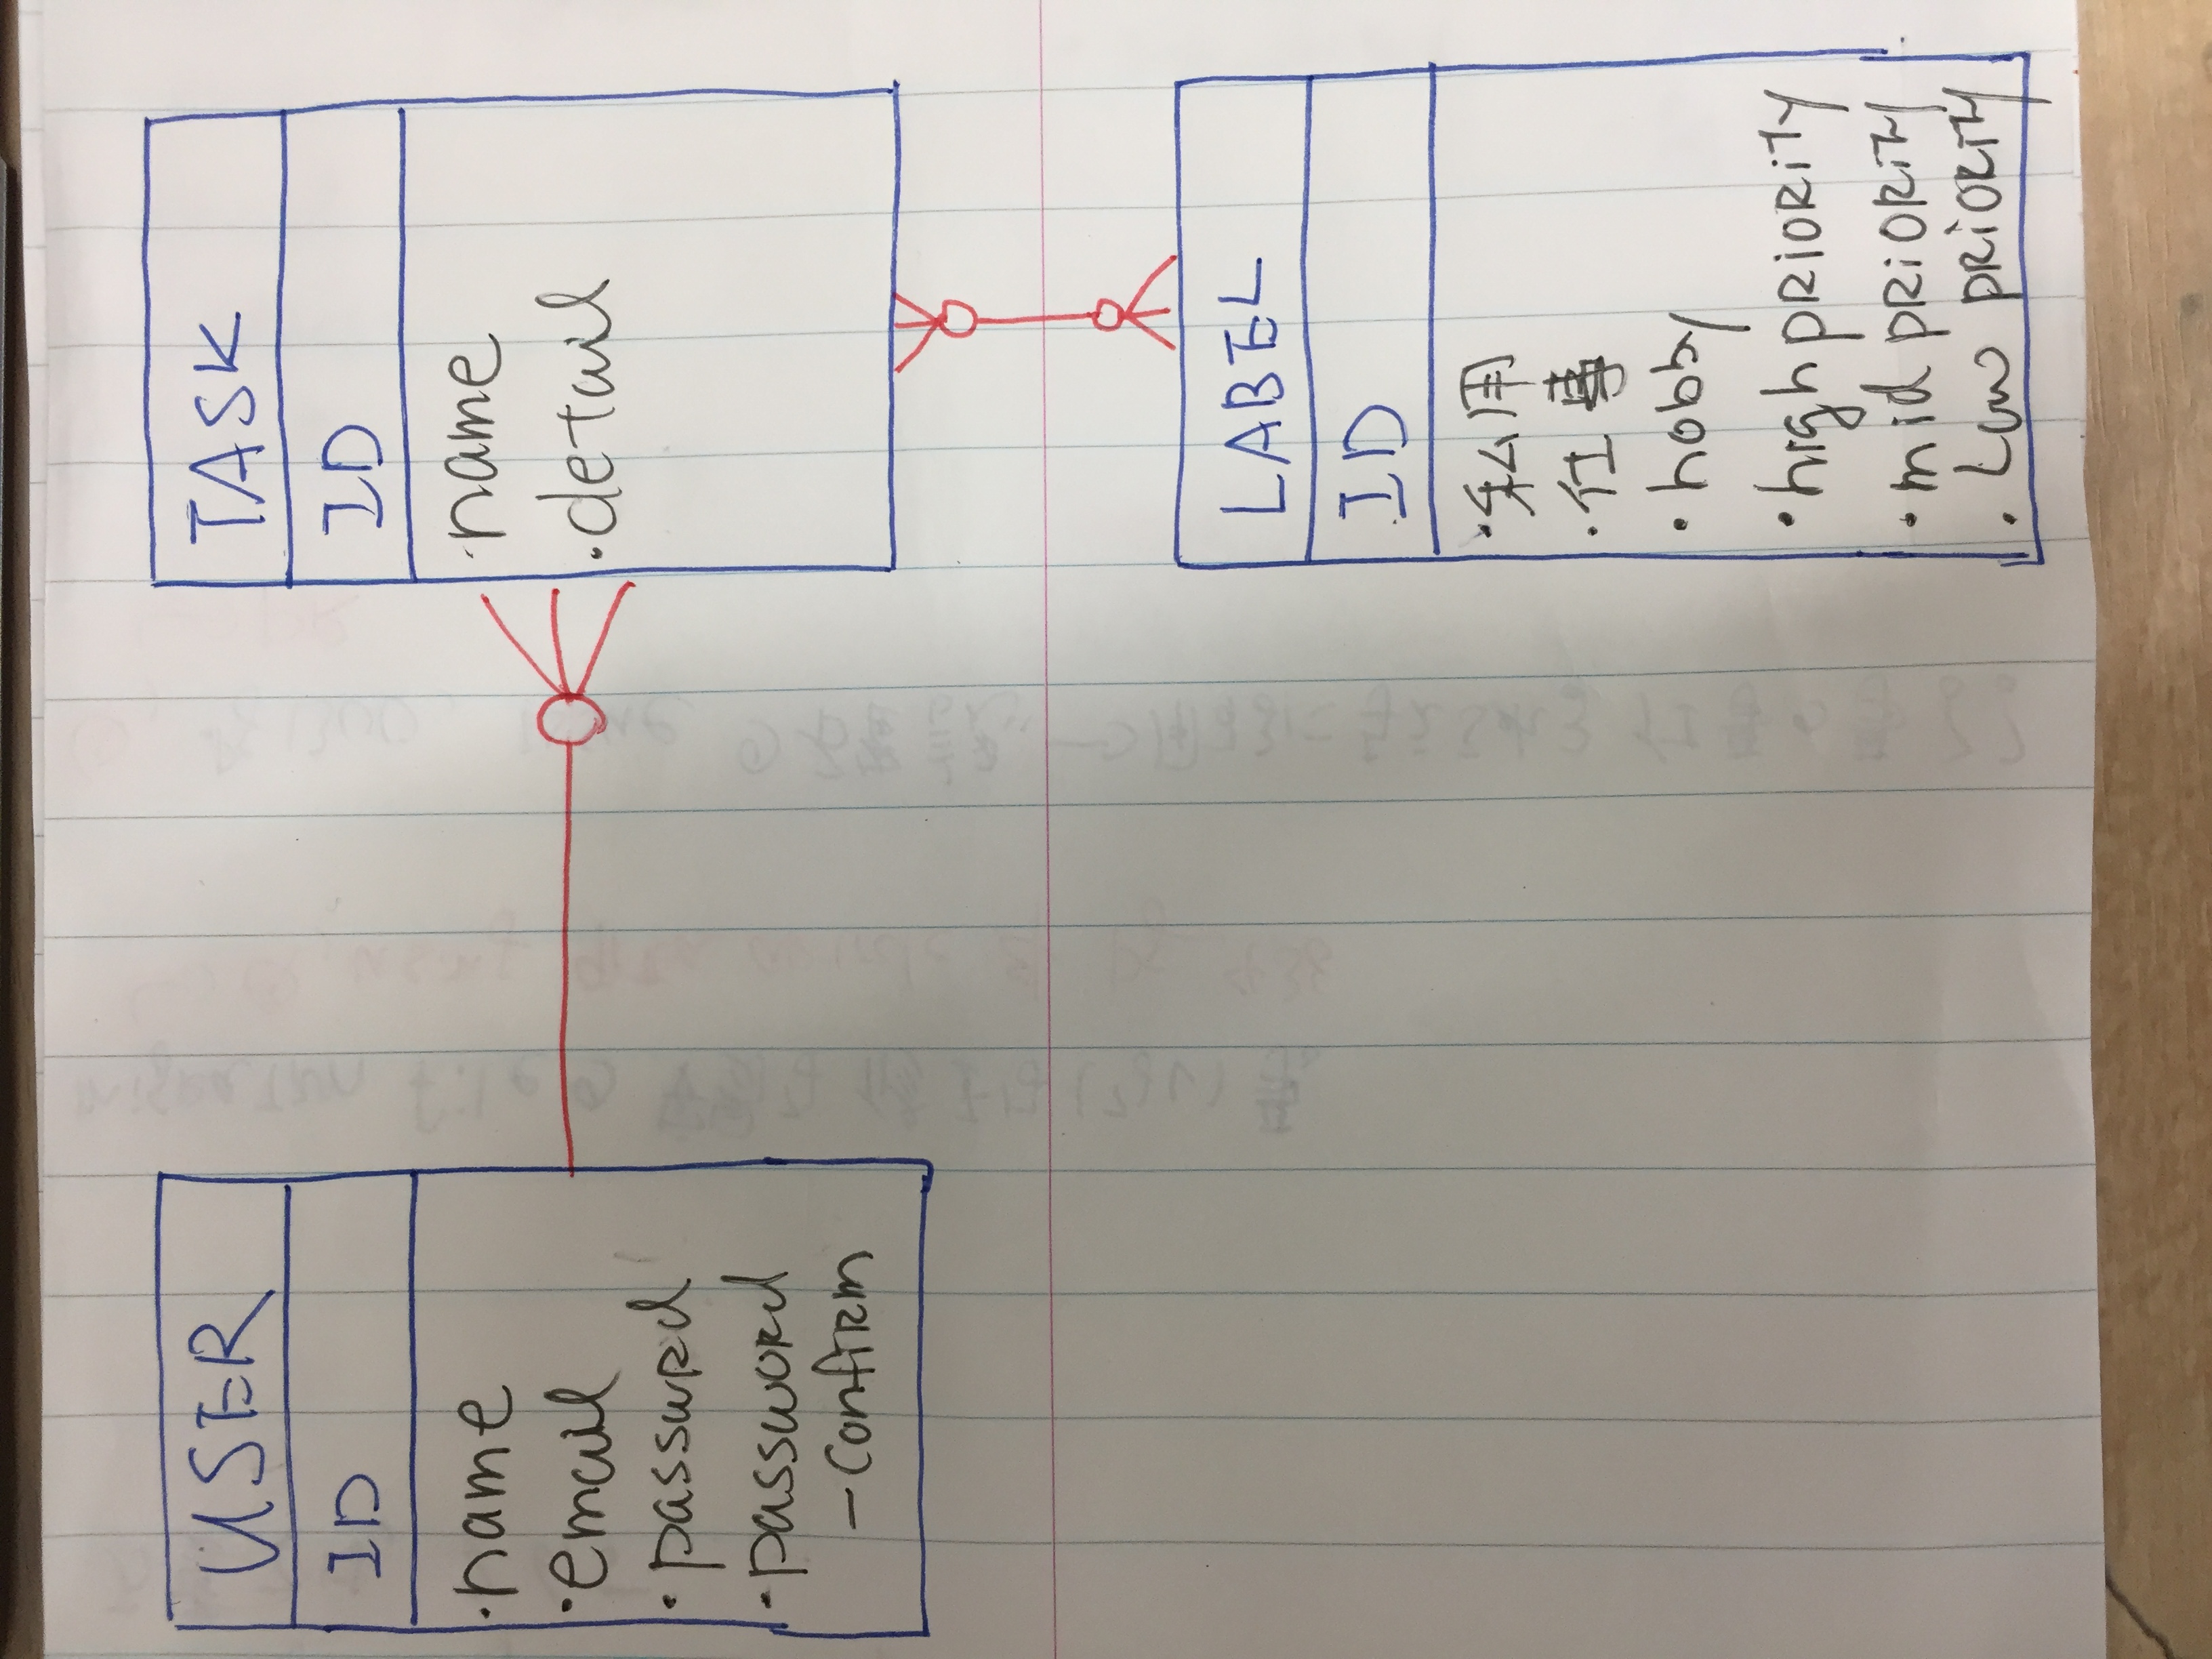 USER
ID
·name
·email
·password
·password
-confirm
TASK
ID
·name
·detail
LABEL
ID
·私用
·仕事
·hobby
·high priority
·mid priority
·Low priority